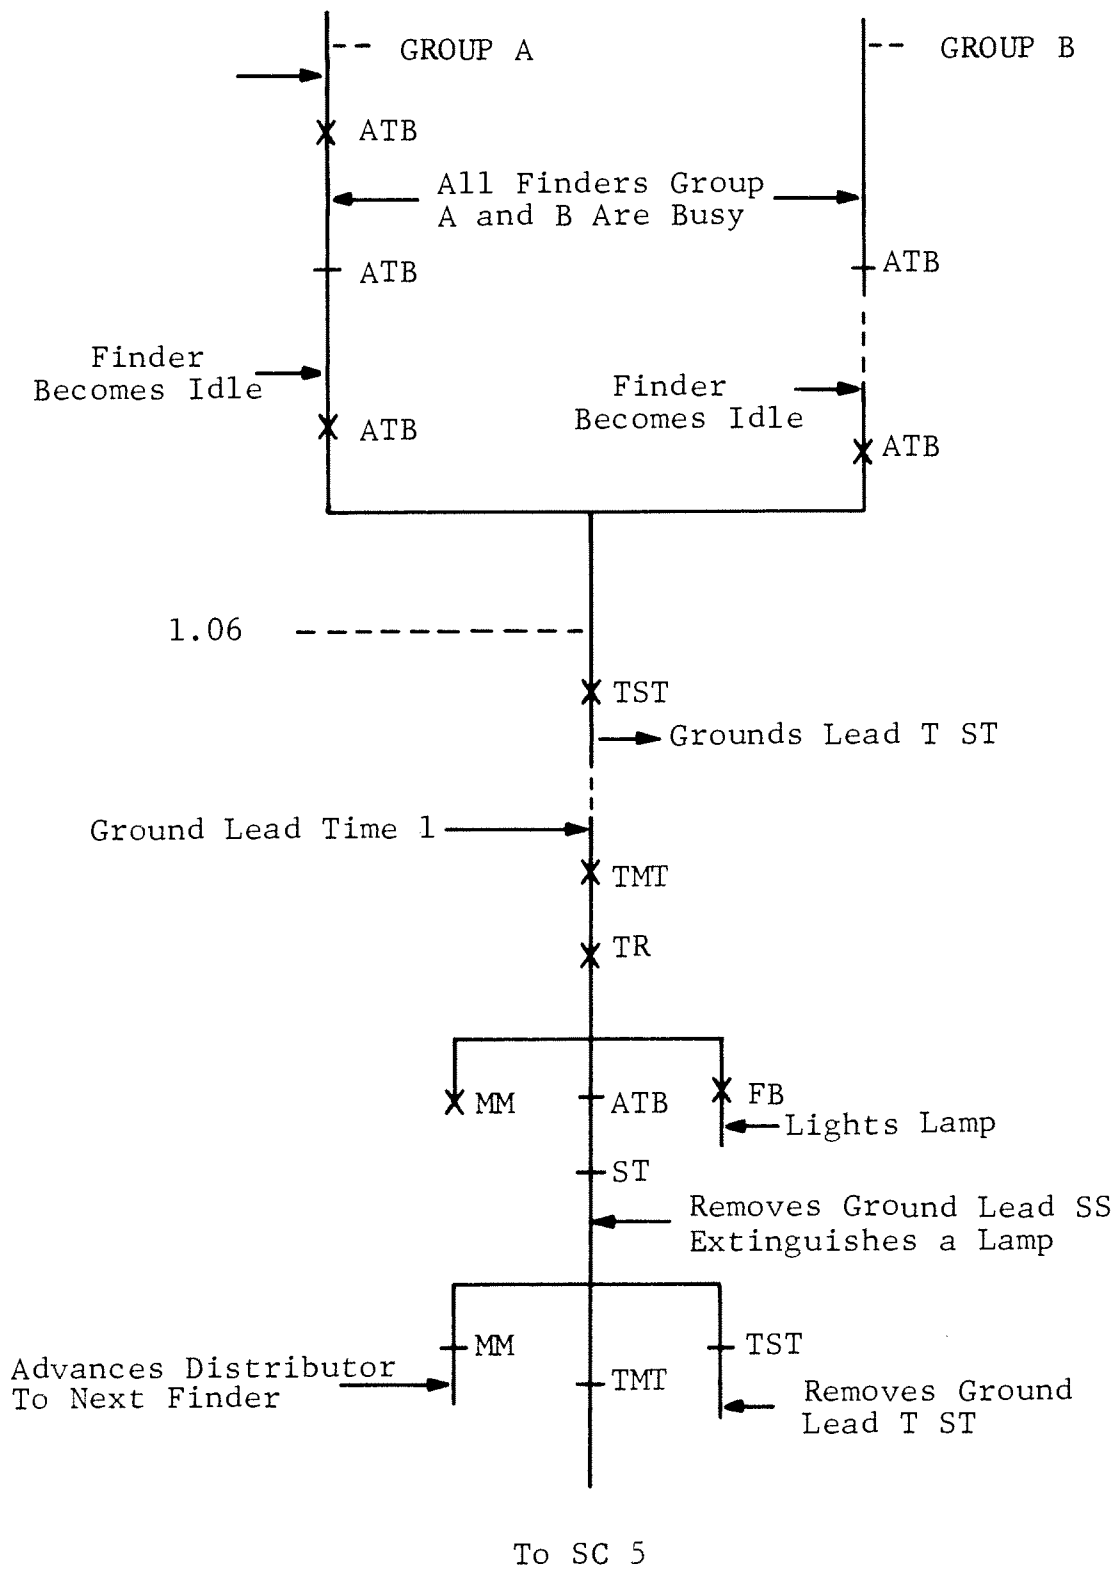 GROUP A
GROUP B
ATB
All Finders Group
A and B Are Busy
ATB
ATB
Finder
Becomes Idle
Finder
Becomes Idle
ATB
ATB
1.06
TST
Grounds Lead T ST
Ground Lead Time 1
TMT
TR
MM
ATB
FB
Lights Lamp
ST
Removes Ground Lead SS
Extinguishes a Lamp
MM
TST
Advances Distributor
To Next Finder
TMT
Removes Ground
Lead T ST
To SC 5